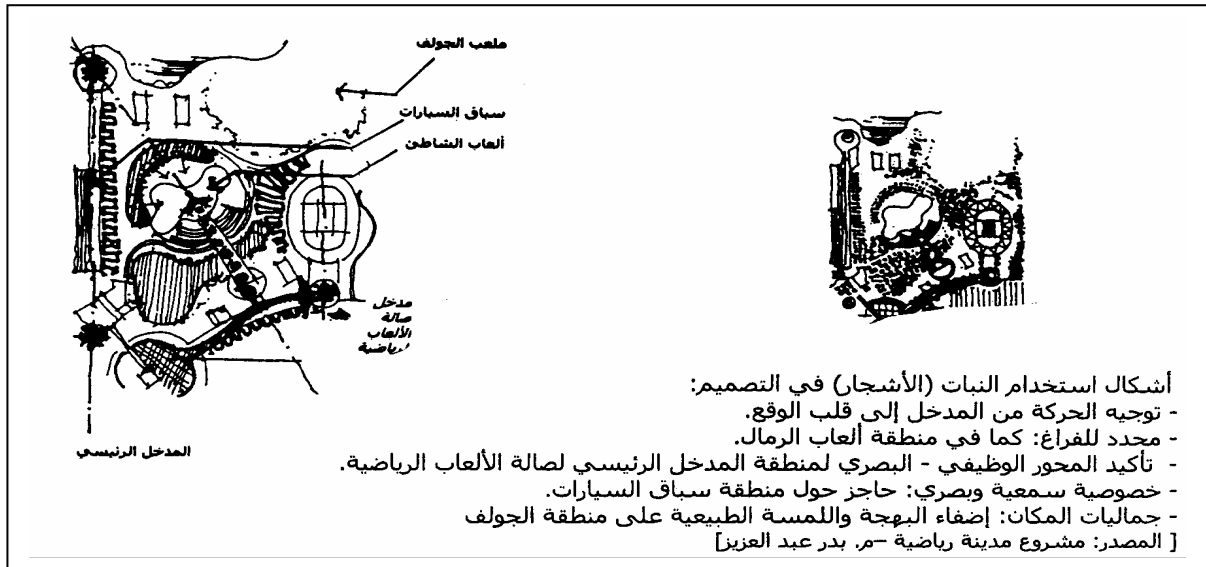 ملعب الجولف
سباق السيارات
ألعاب الشاطئ
مدخل
صالة
الألعاب
لرياضية
المدخل الرئيسي
أشكال استخدام النبات (الأشجار) في التصميم:
- توجيه الحركة من المدخل إلى قلب الوقع.
- محدد للفراغ: كما في منطقة ألعاب الرمال.
- تأكيد المحور الوظيفي - البصري لمنطقة المدخل الرئيسي لصالة الألعاب الرياضية.
- خصوصية سمعية وبصري: حاجز حول منطقة سباق السيارات.
- جماليات المكان: إضفاء البهجة واللمسة الطبيعية على منطقة الجولف
[ المصدر: مشروع مدينة رياضية –م. بدر عبد العزيز]